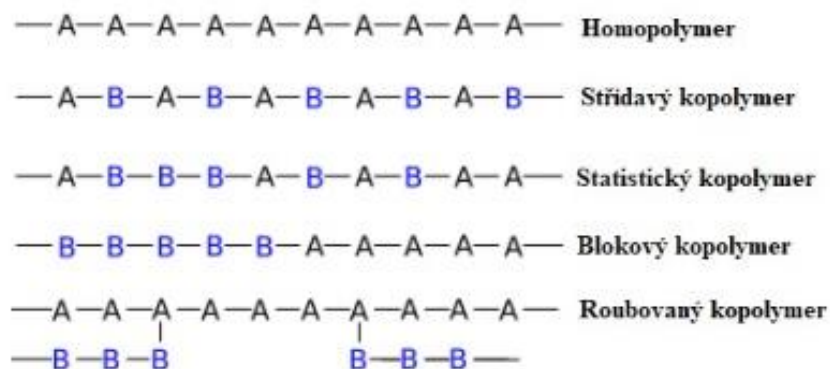 —A—A—A—A—A—A—A—A—A—A— Homopolymer
—A—B—A—B—A—B—A—B—A—B— Střídavý kopolymer
—A—B—B—B—A—B—A—B—A—A— Statistický kopolymer
—B—B—B—B—B—A—A—A—A—A— Blokový kopolymer
—A—A—A—A—A—A—A—A—A—A— Roubovaný kopolymer
—B—B—B B—B—B—